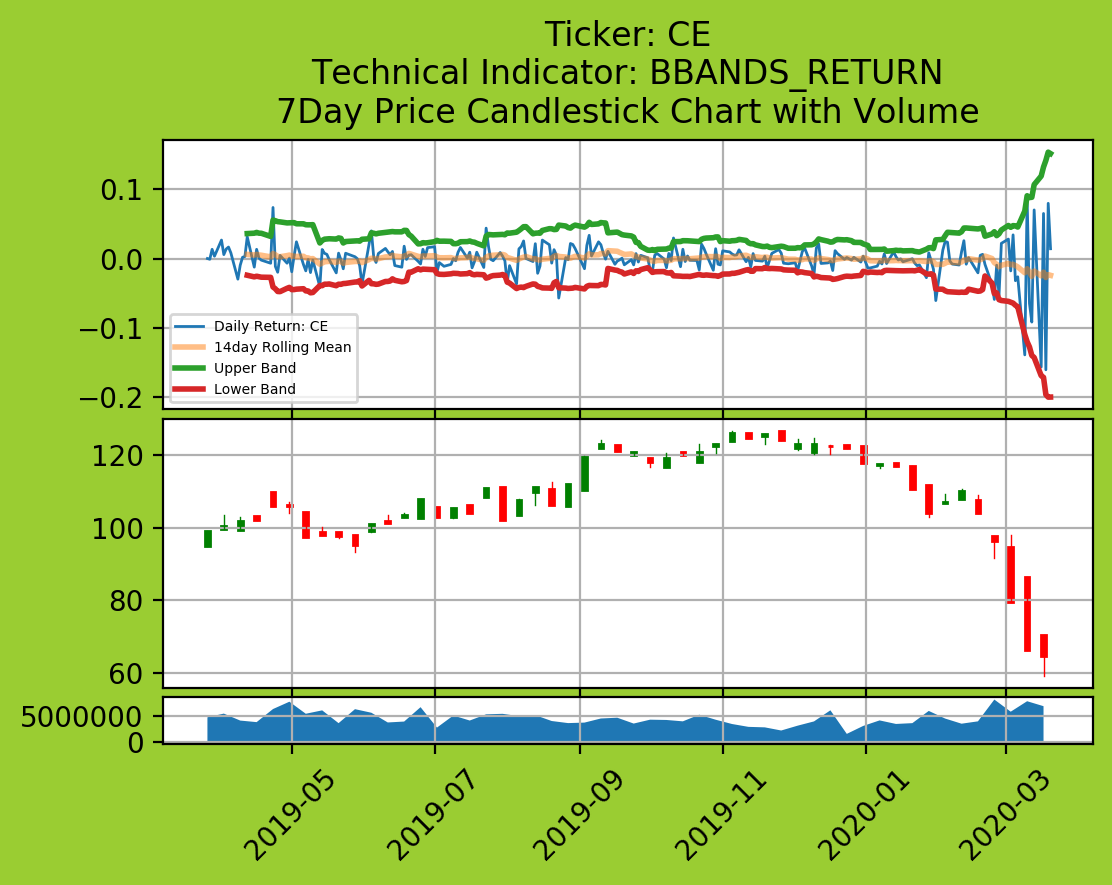 Ticker: CE
Technical Indicator: BBANDS_RETURN
7Day Price Candlestick Chart with Volume
0.1
0.0
−0.1
−0.2
Daily Return: CE
14day Rolling Mean
Upper Band
Lower Band
120
100
80
60
5000000
0
2019-05
2019-07
2019-09
2019-11
2020-01
2020-03